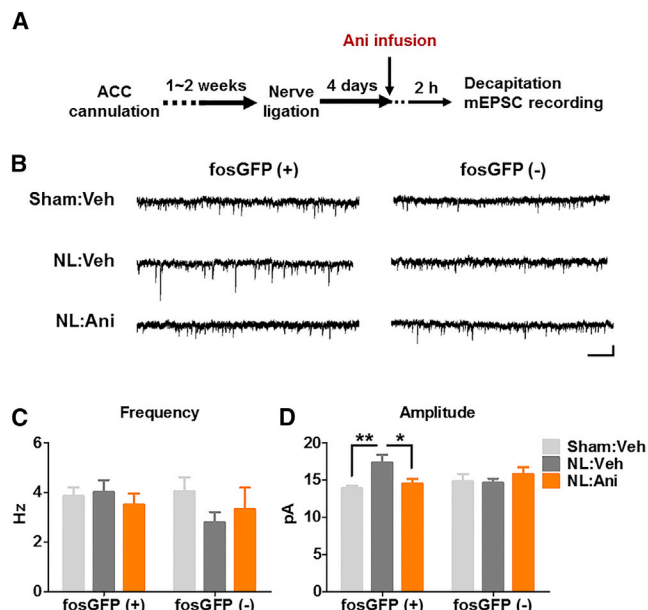 A
Ani infusion
ACC
cannulation
1~2 weeks
Nerve
ligation
4 days
2 h
Decapitation
mEPSC recording
B
fosGFP (+)
fosGFP (-)
Sham:Veh
NL:Veh
NL:Ani
C
Frequency
6
4
2
0
Hz
fosGFP (+)
fosGFP (-)
D
Amplitude
20
15
10
5
0
pA
**
*
fosGFP (+)
fosGFP (-)
Sham:Veh
NL:Veh
NL:Ani